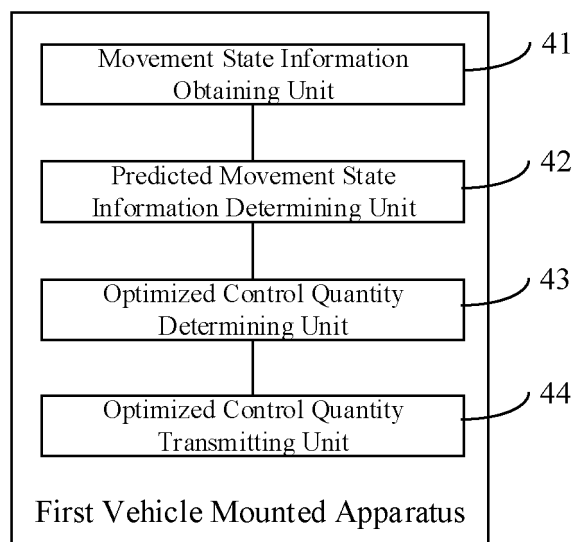 Movement State Information
Obtaining Unit
41
Predicted Movement State
Information Determining Unit
42
Optimized Control Quantity
Determining Unit
43
Optimized Control Quantity
Transmitting Unit
44
First Vehicle Mounted Apparatus